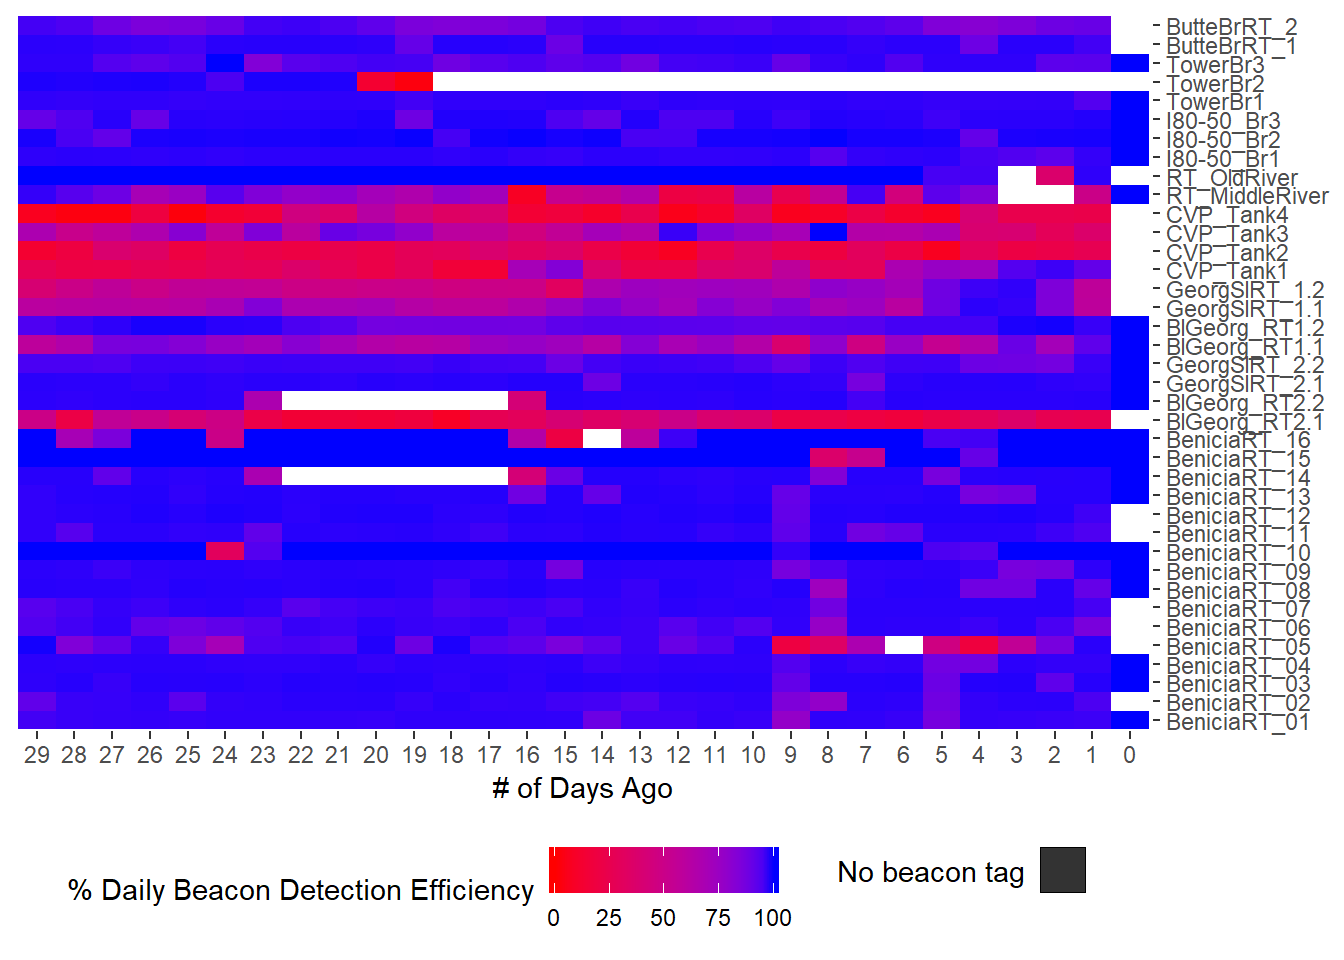 ButteBrRT_2
ButteBrRT_1
TowerBr3
TowerBr2
TowerBr1
I80-50_Br3
I80-50_Br2
I80-50_Br1
RT_OldRiver
RT_MiddleRiver
CVP_Tank4
CVP_Tank3
CVP_Tank2
CVP_Tank1
GeorgSlRT_1.2
GeorgSlRT_1.1
BlGeorg_RT1.2
BlGeorg_RT1.1
GeorgSlRT_2.2
GeorgSlRT_2.1
BlGeorg_RT2.2
BlGeorg_RT2.1
BeniciaRT_16
BeniciaRT_15
BeniciaRT_14
BeniciaRT_13
BeniciaRT_12
BeniciaRT_11
BeniciaRT_10
BeniciaRT_09
BeniciaRT_08
BeniciaRT_07
BeniciaRT_06
BeniciaRT_05
BeniciaRT_04
BeniciaRT_03
BeniciaRT_02
BeniciaRT_01
29 28 27 26 25 24 23 22 21 20 19 18 17 16 15 14 13 12 11 10 9 8 7 6 5 4 3 2 1 0
# of Days Ago
% Daily Beacon Detection Efficiency
0 25 50 75 100
No beacon tag